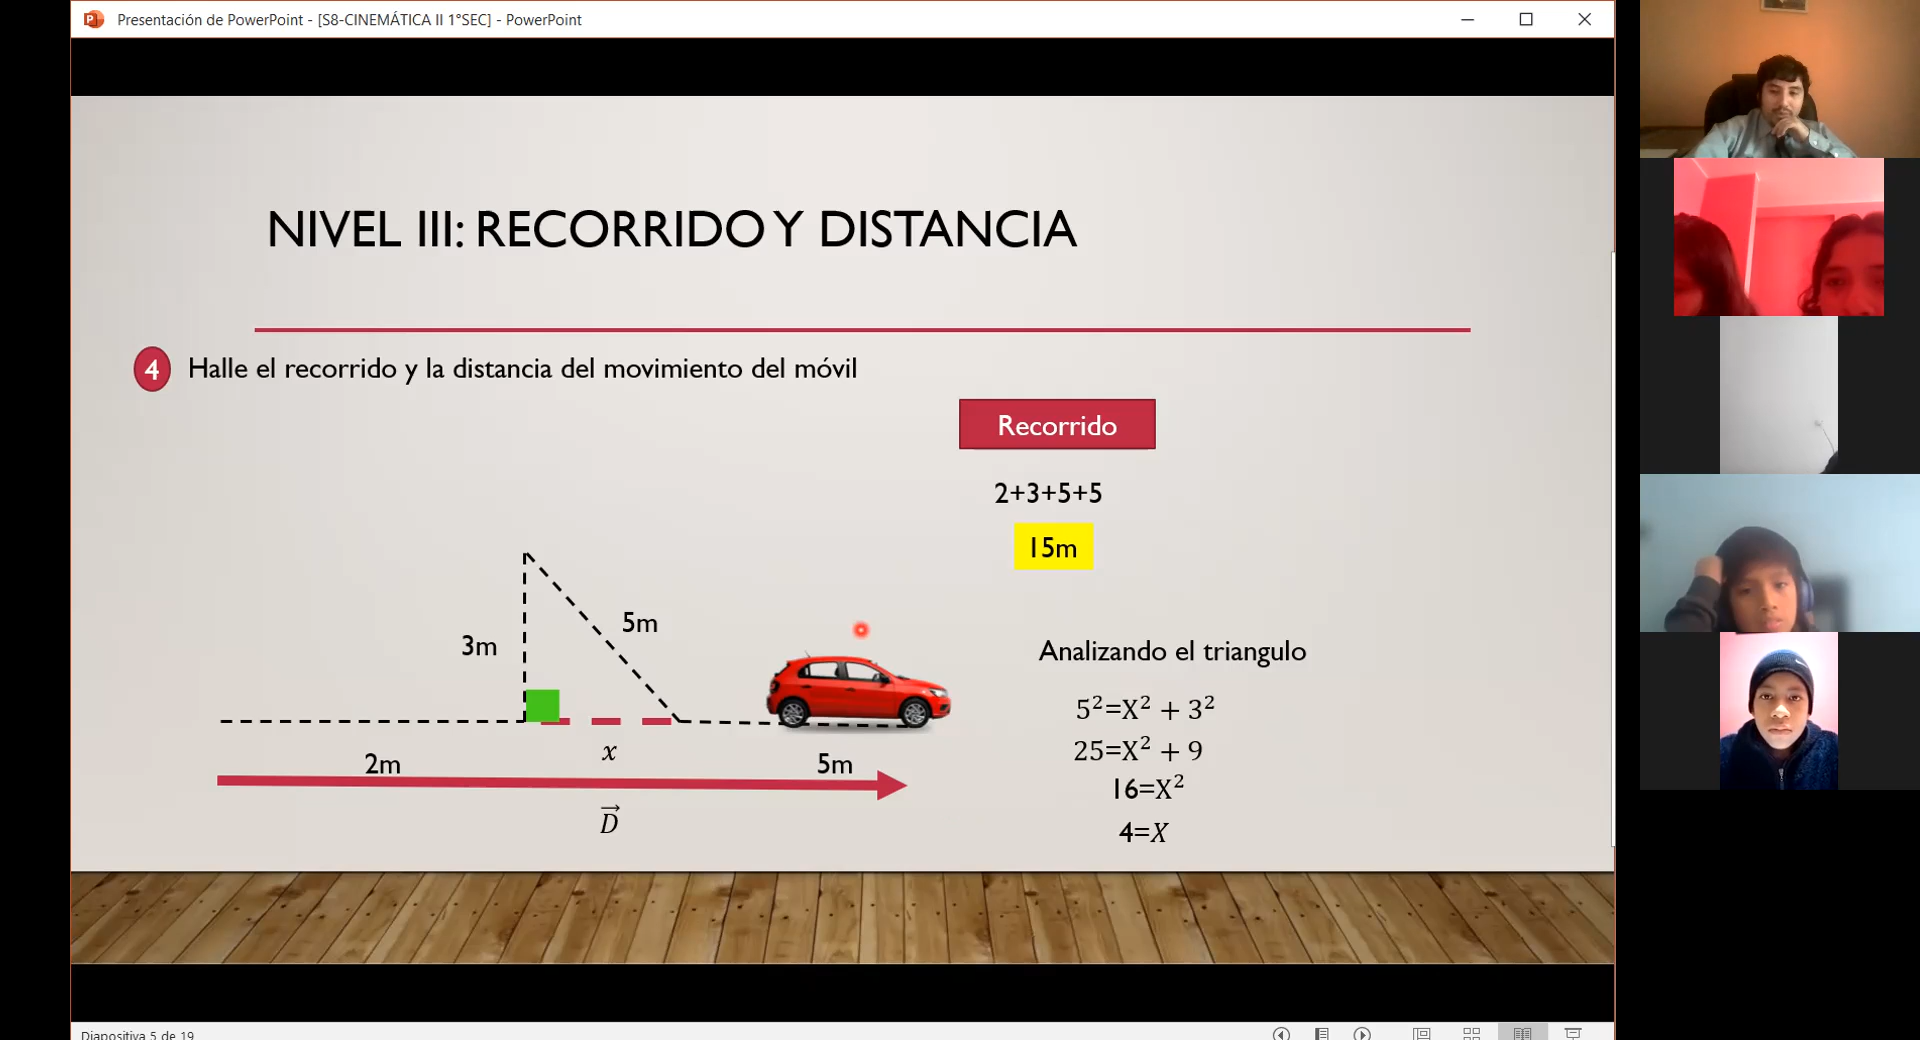 Presentación de PowerPoint - [S8-CINEMÁTICA II 1°SEC] - PowerPoint
NIVEL III: RECORRIDO Y DISTANCIA
4 Halle el recorrido y la distancia del movimiento del móvil
Recorrido
2+3+5+5
15m
5m
3m
Analizando el triangulo
5²=X² + 3²
25=X² + 9
16=X²
4=X
x
2m
5m
D⃗
Diapositiva 5 de 19